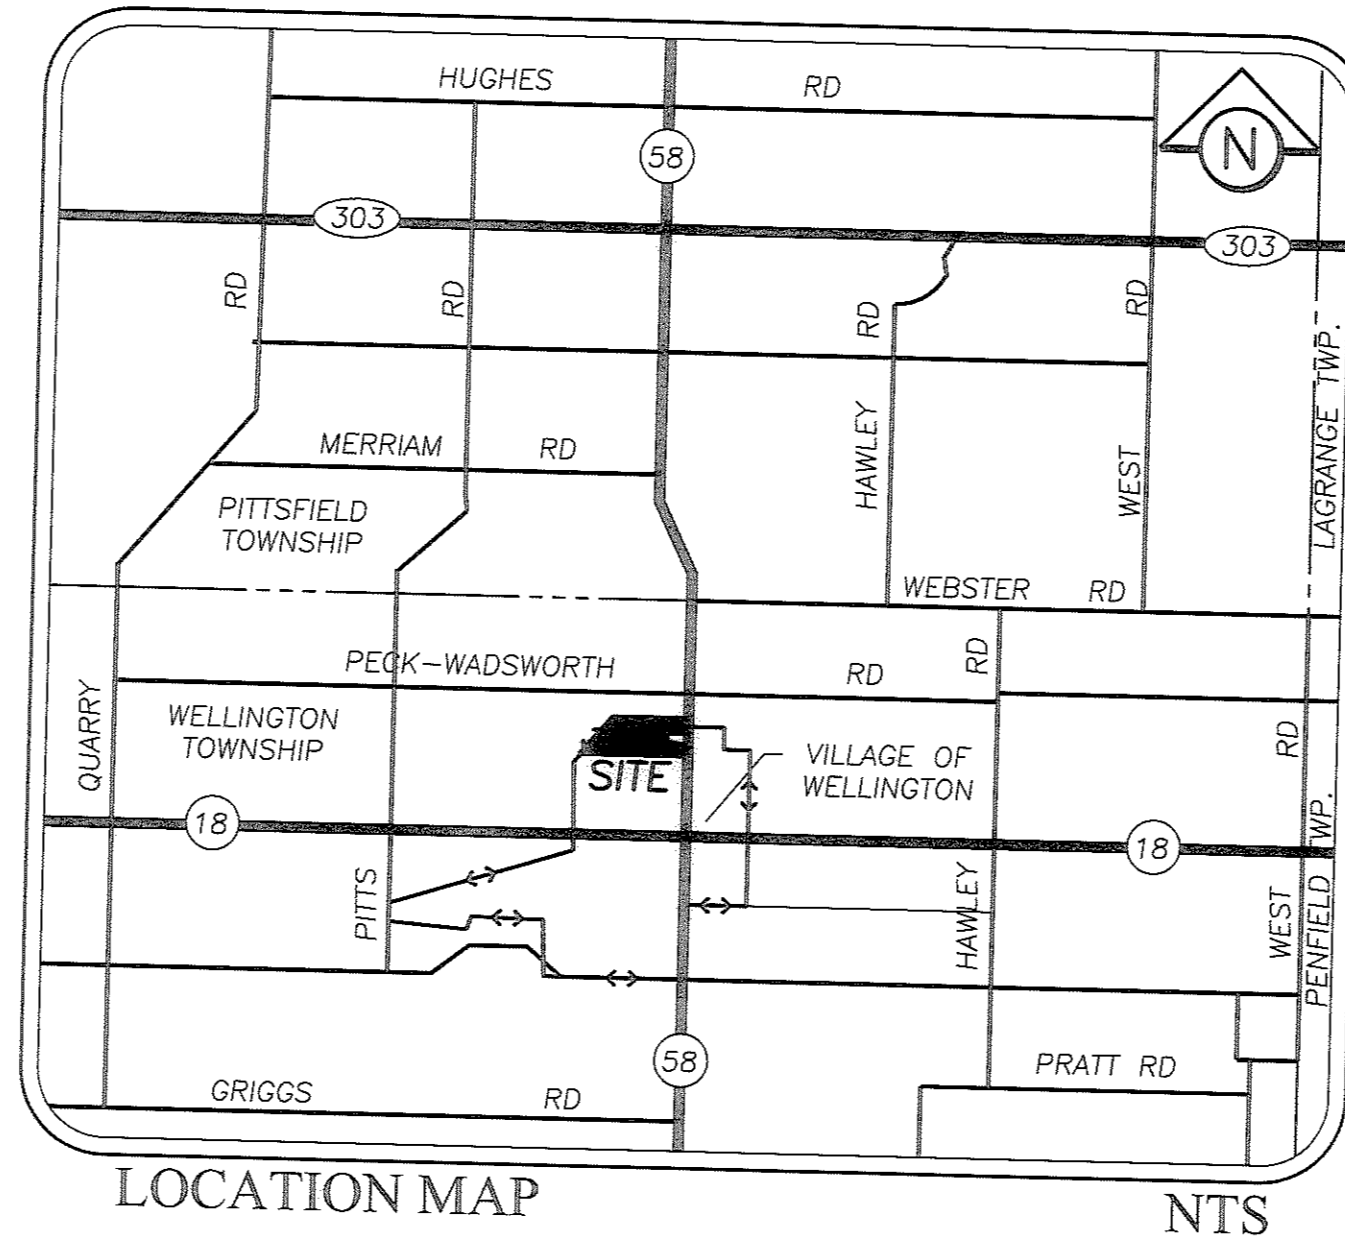 HUGHES RD
58
N
303
303
RD
RD
RD
RD
HAWLEY
WEST
LAGRANGE TWP.
MERRIAM RD
PITTSFIELD
TOWNSHIP
WEBSTER RD
PECK-WADSWORTH RD
RD
QUARRY
WELLINGTON
TOWNSHIP
SITE
VILLAGE OF
WELLINGTON
RD
18
18
PITTS
HAWLEY
WEST
PENFIELD TWP.
58
PRATT RD
GRIGGS RD
LOCATION MAP
NTS